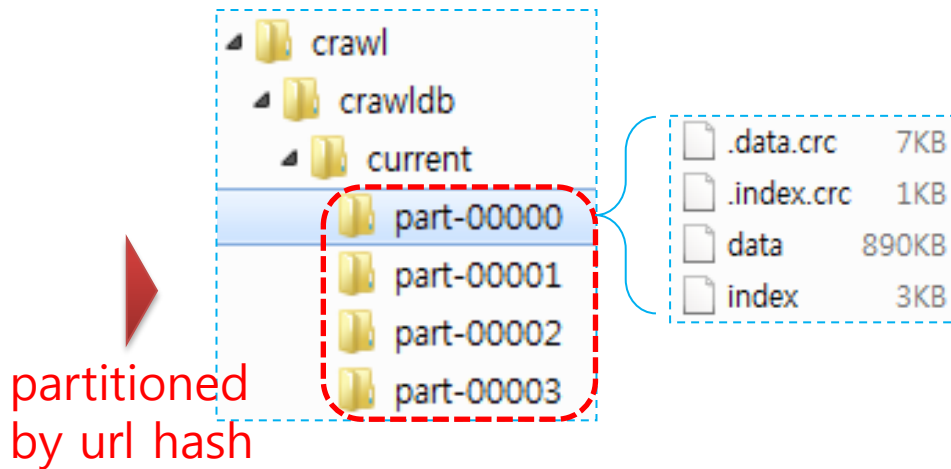 crawl
crawldb
current
part-00000
part-00001
part-00002
part-00003
.data.crc 7KB
.index.crc 1KB
data 890KB
index 3KB
partitioned
by url hash